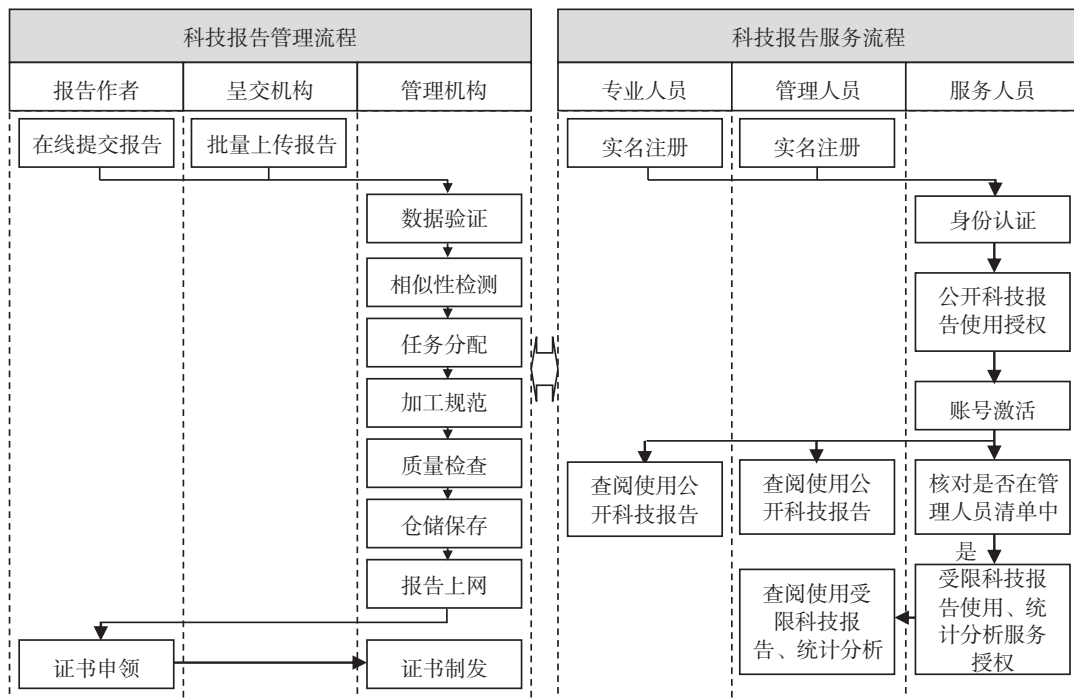 科技报告管理流程
报告作者
呈交机构
管理机构
在线提交报告
批量上传报告
数据验证
相似性检测
任务分配
加工规范
质量检查
仓储保存
报告上网
证书申领
证书制发
科技报告服务流程
专业人员
管理人员
服务人员
实名注册
实名注册
身份认证
公开科技报
告使用授权
账号激活
查阅使用公
开科技报告
查阅使用公
开科技报告
核对是否在管
理人员清单中
是
查阅使用受
限科技报
告、统计分析
受限科技报
告使用、统
计分析服务
授权